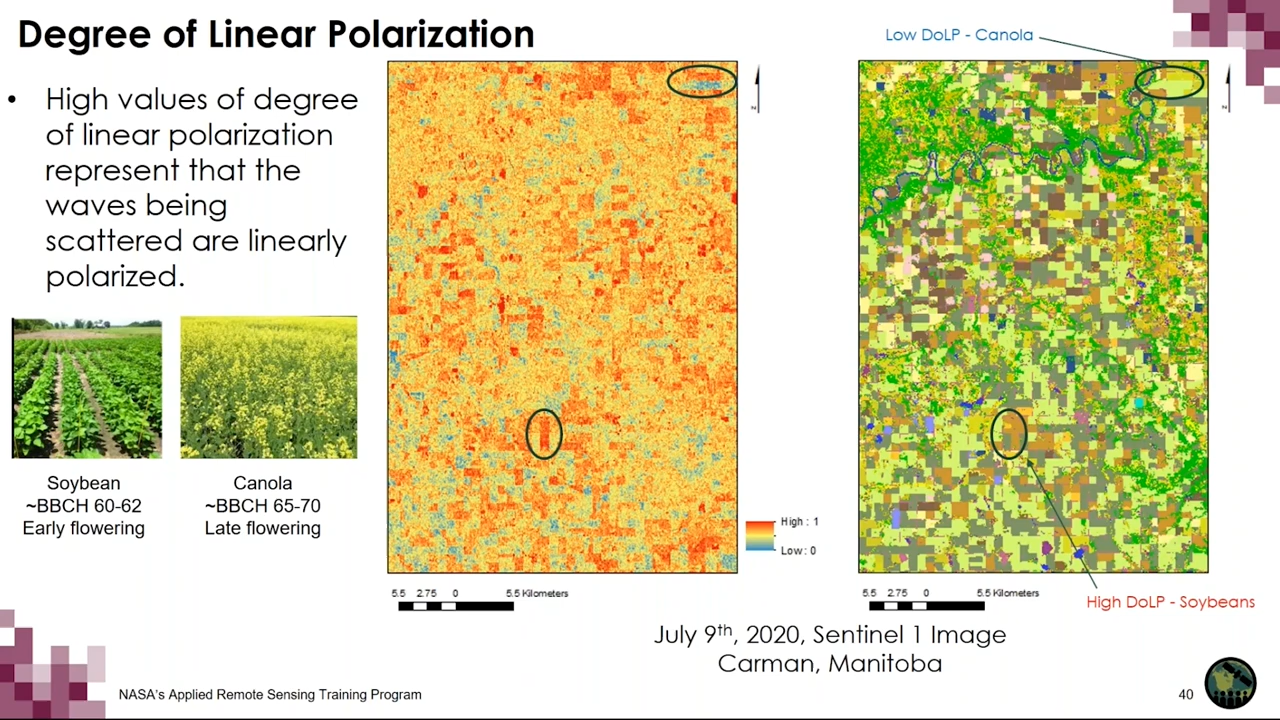 Degree of Linear Polarization
• High values of degree
of linear polarization
represent that the
waves being
scattered are linearly
polarized.
Soybean
~BBCH 60-62
Early flowering
Canola
~BBCH 65-70
Late flowering
N
High : 1
Low : 0
5.5 2.75 0 5.5 Kilometers
Low DoLP - Canola
N
5.5 2.75 0 5.5 Kilometers
High DoLP - Soybeans
July 9th, 2020, Sentinel 1 Image
Carman, Manitoba
NASA's Applied Remote Sensing Training Program
40